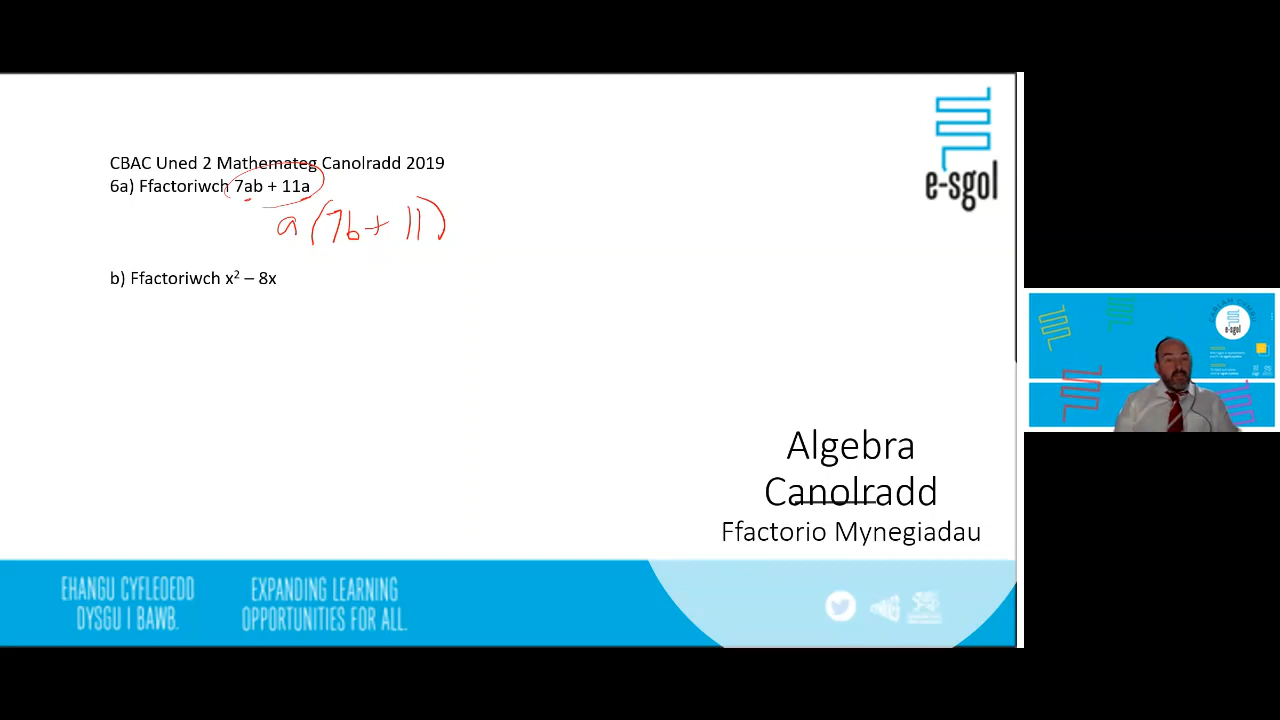 CBAC Uned 2 Mathemateg Canolradd 2019
6a) Ffactoriwch 7ab + 11a
a (7b + 11)
b) Ffactoriwch x² – 8x
e-sgol
e-sgol
Algebra
Canolradd
Ffactorio Mynegiadau
EHANGU CYFLEOEDD
DYSGU I BAWB.
EXPANDING LEARNING
OPPORTUNITIES FOR ALL.